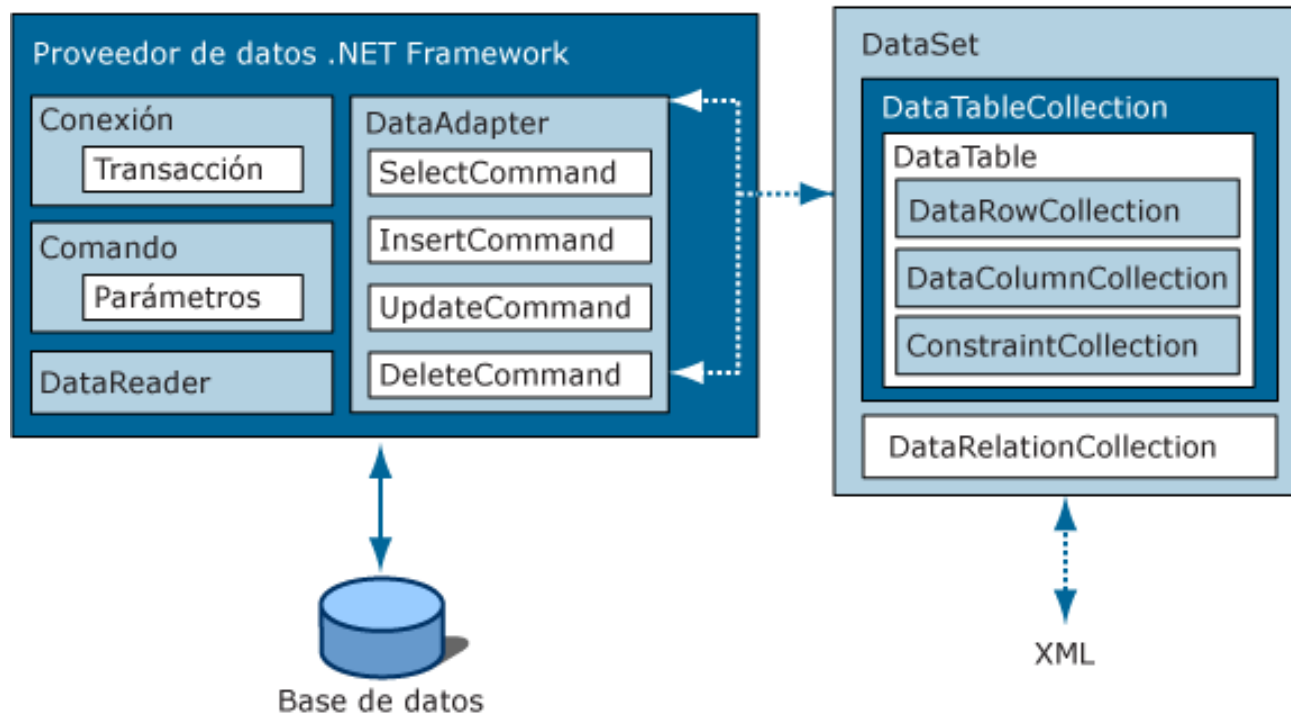 Proveedor de datos .NET Framework
Conexión
Transacción
Comando
Parámetros
DataReader
DataAdapter
SelectCommand
InsertCommand
UpdateCommand
DeleteCommand
Base de datos
DataSet
DataTableCollection
DataTable
DataRowCollection
DataColumnCollection
ConstraintCollection
DataRelationCollection
XML